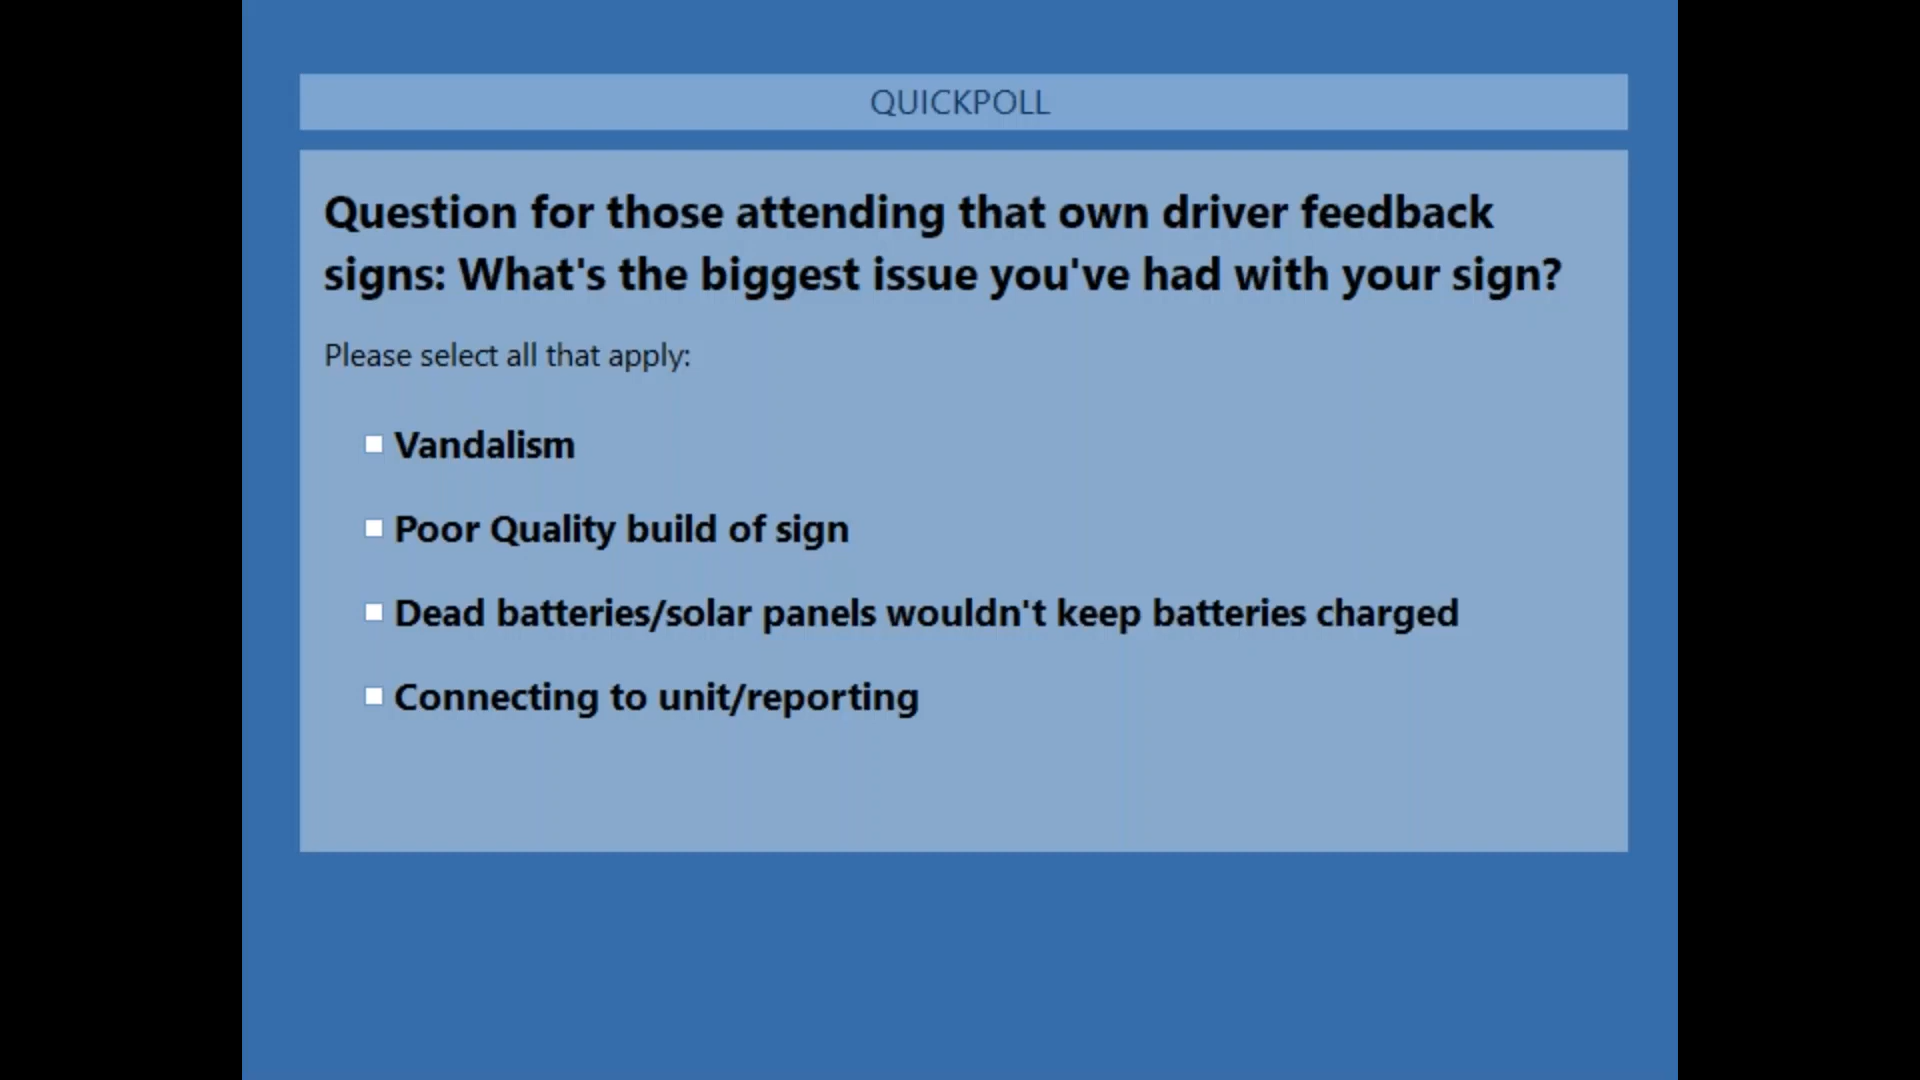 QUICKPOLL
Question for those attending that own driver feedback
signs: What's the biggest issue you've had with your sign?
Please select all that apply:
Vandalism
Poor Quality build of sign
Dead batteries/solar panels wouldn't keep batteries charged
Connecting to unit/reporting